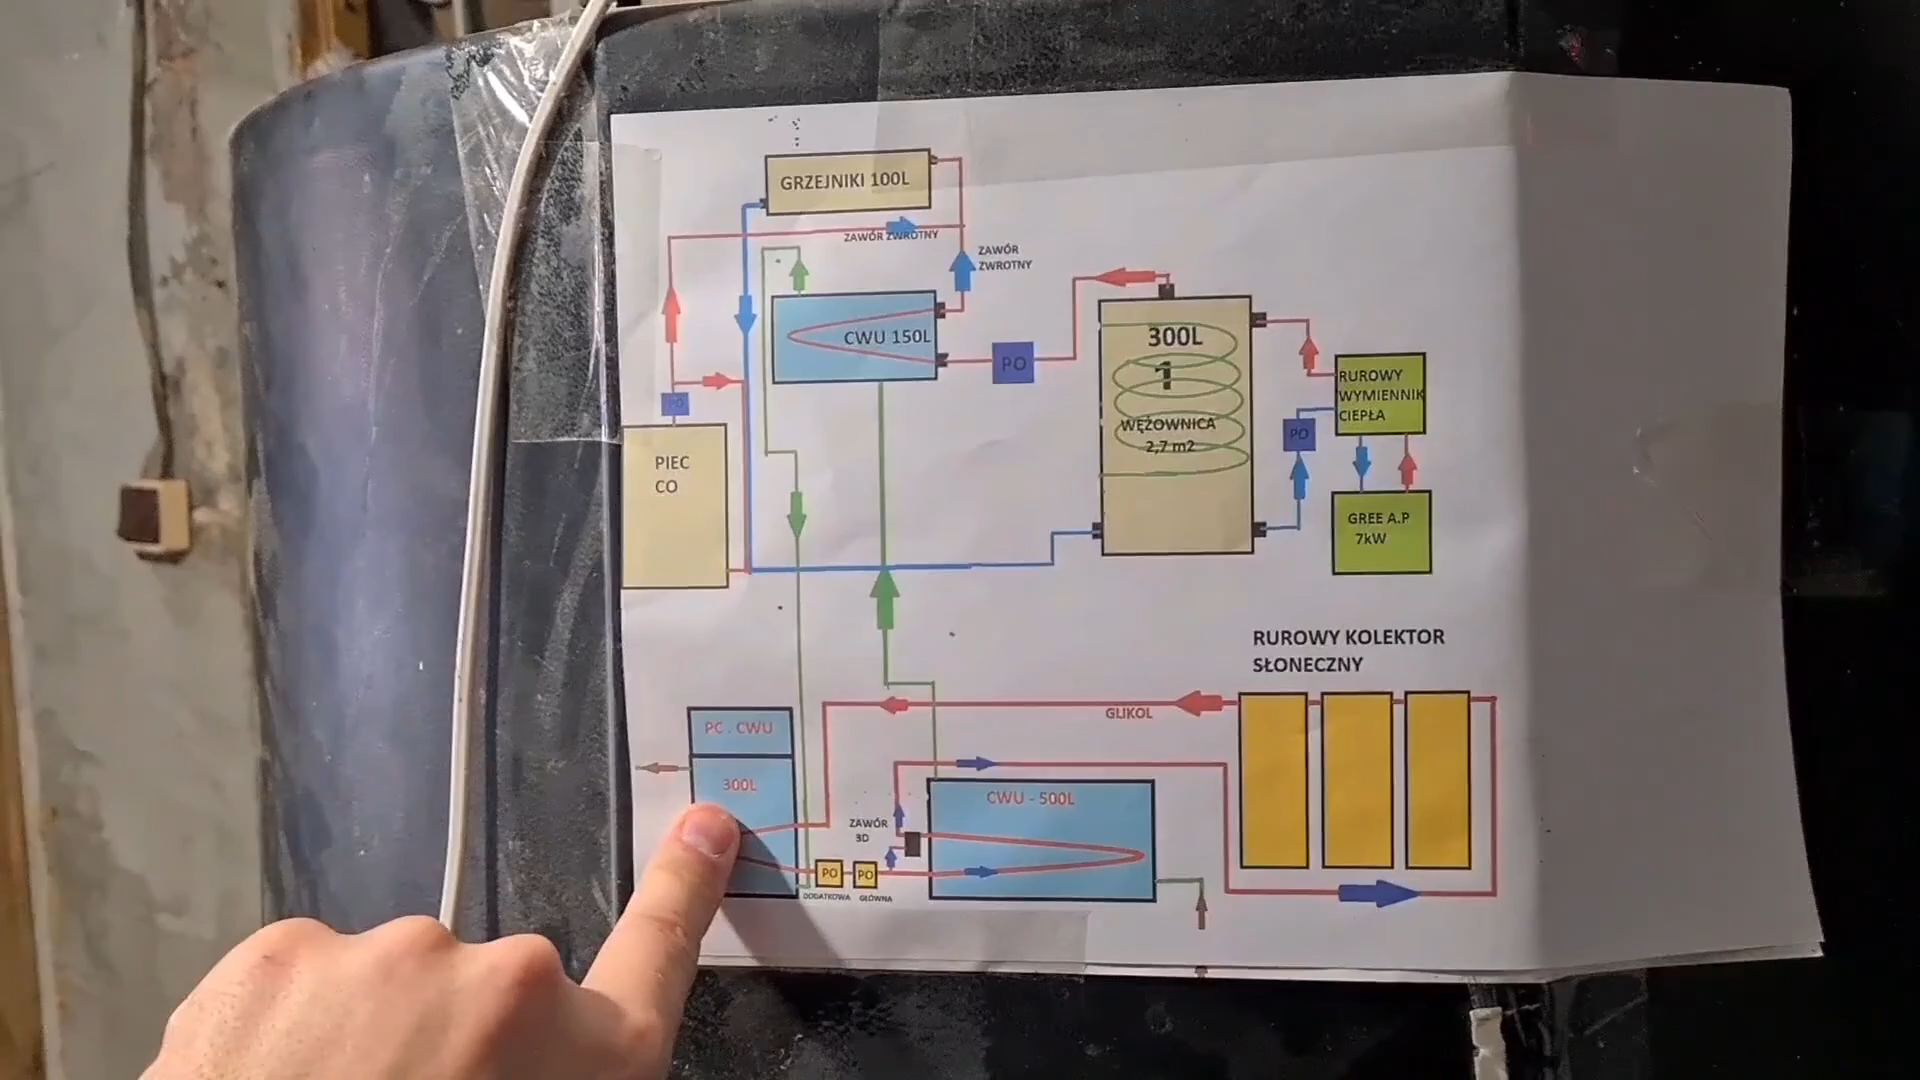 GRZEJNIKI 100L
ZAWÓR ZWROTNY
ZAWÓR
ZWROTNY
CWU 150L
PO
PO
300L
1
WĘŻOWNICA
2,7 m2
RUROWY
WYMIENNIK
CIEPŁA
PO
GREE A.P
7kW
PIEC
CO
RUROWY KOLEKTOR
SŁONECZNY
GLIKOL
PC . CWU
300L
CWU - 500L
ZAWÓR
3D
PO
PO
DODATKOWA
GŁÓWNA